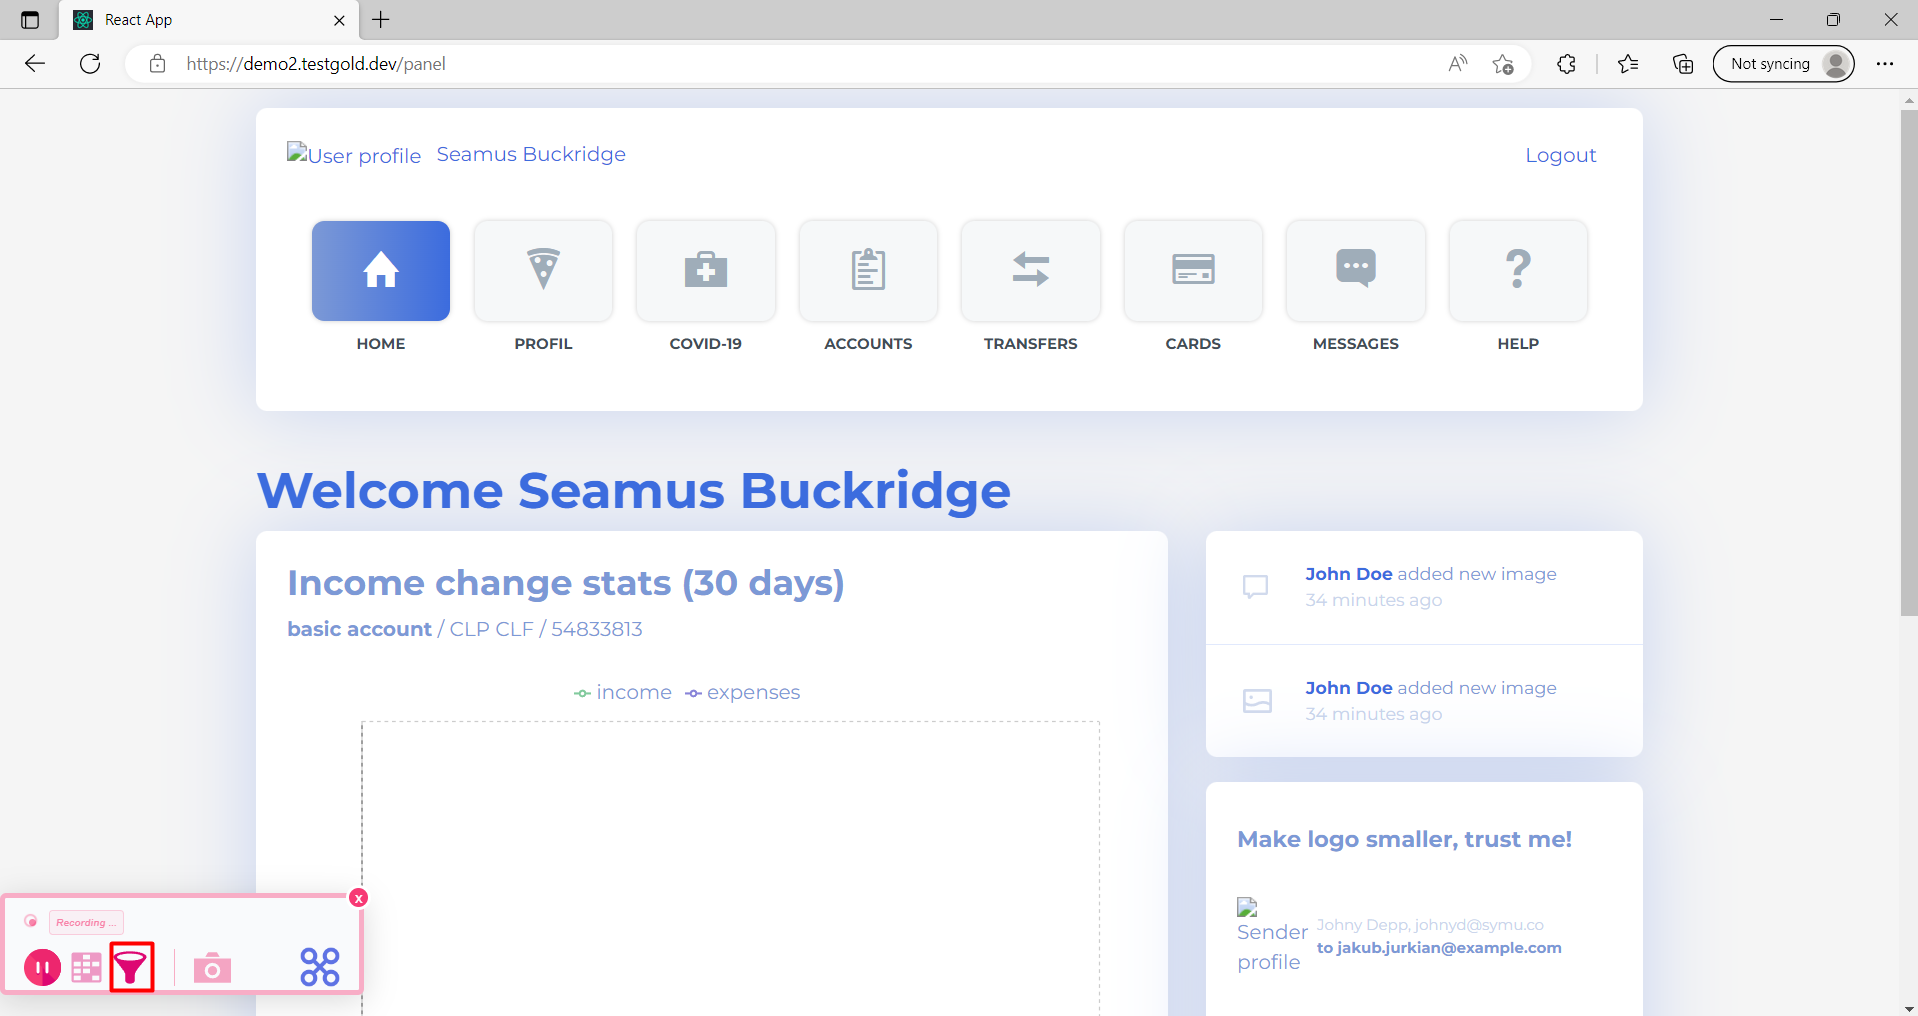 React App
https://demo2.testgold.dev/panel
Not syncing
User profile Seamus Buckridge
Logout
HOME PROFIL COVID-19 ACCOUNTS TRANSFERS CARDS MESSAGES HELP
Welcome Seamus Buckridge
Income change stats (30 days)
basic account / CLP CLF / 54833813
income expenses
John Doe added new image
34 minutes ago
John Doe added new image
34 minutes ago
Make logo smaller, trust me!
Sender profile
Johny Depp, johnyd@symu.co
to jakub.jurkian@example.com
x
Recording ...